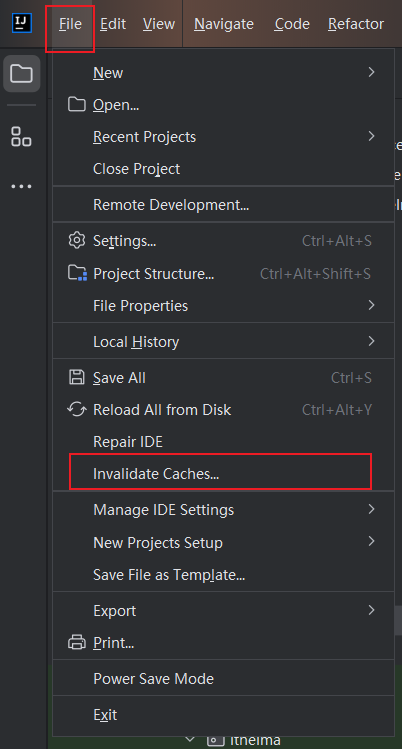 IJ File Edit View Navigate Code Refactor
New
Open...
Recent Projects
Close Project
Remote Development...
Settings... Ctrl+Alt+S
Project Structure... Ctrl+Alt+Shift+S
File Properties
Local History
Save All Ctrl+S
Reload All from Disk Ctrl+Alt+Y
Repair IDE
Invalidate Caches...
Manage IDE Settings
New Projects Setup
Save File as Template...
Export
Print...
Power Save Mode
Exit